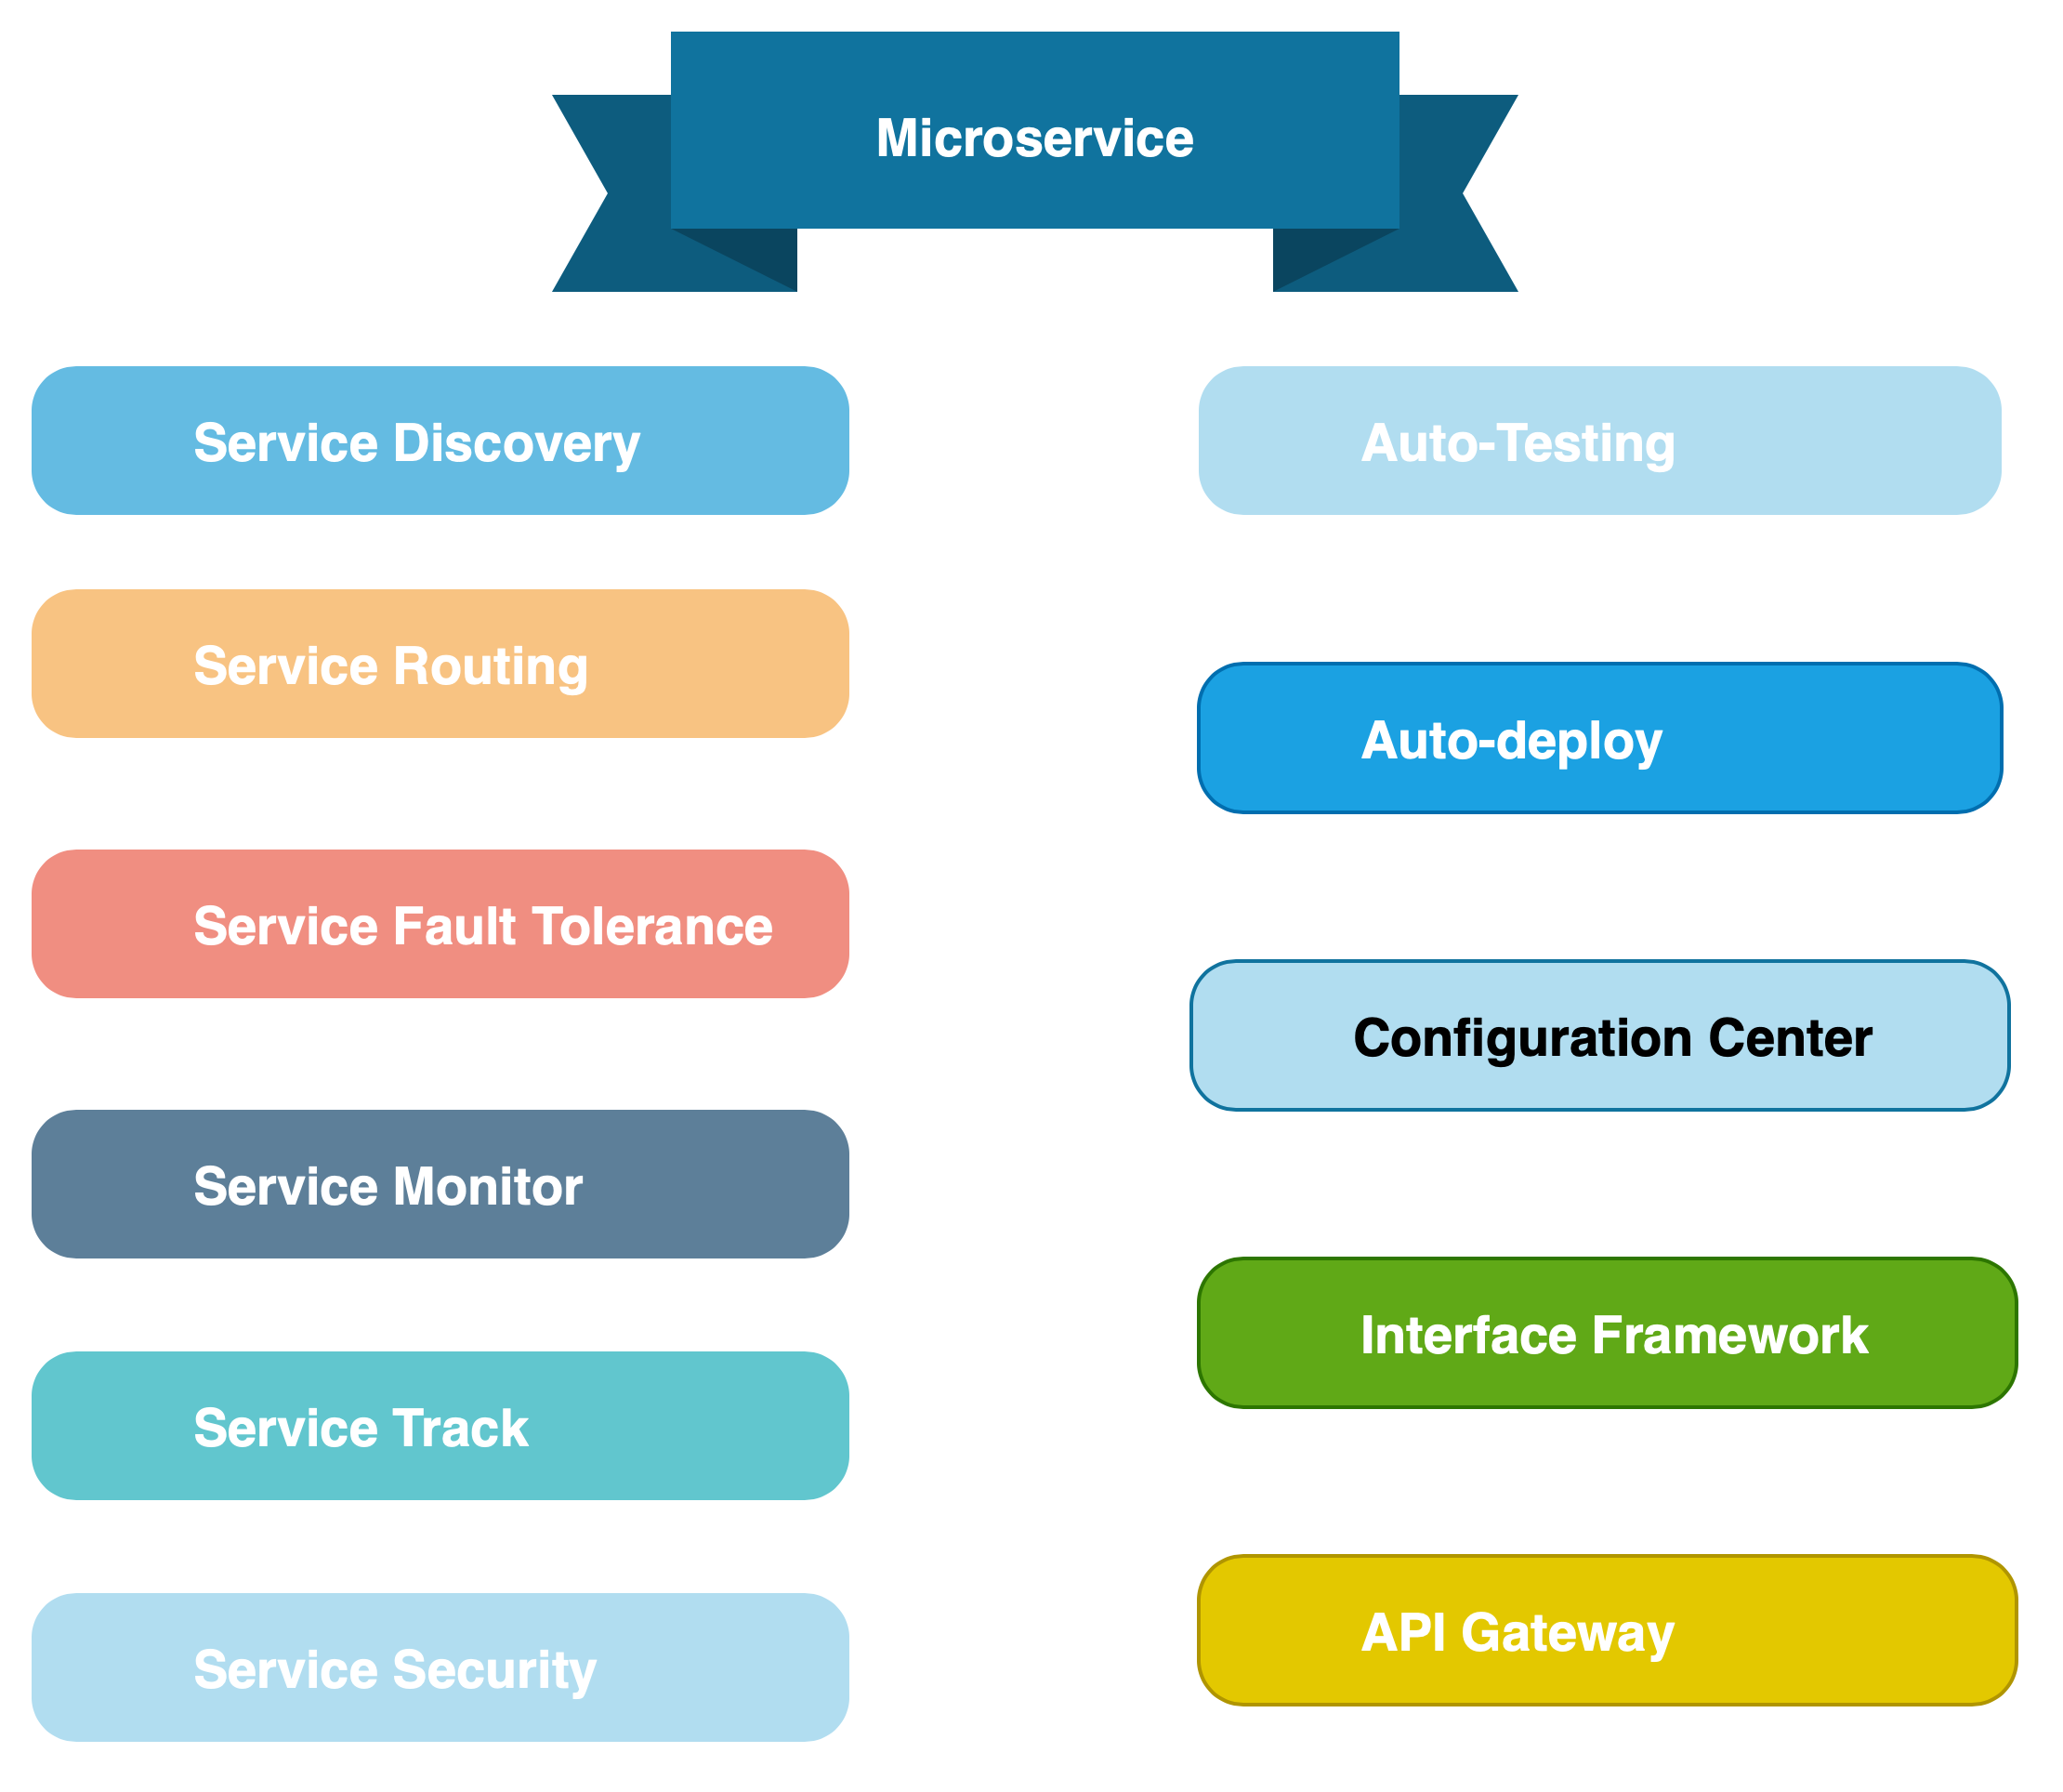 Microservice
Service Discovery
Service Routing
Service Fault Tolerance
Service Monitor
Service Track
Service Security
Auto-Testing
Auto-deploy
Configuration Center
Interface Framework
API Gateway